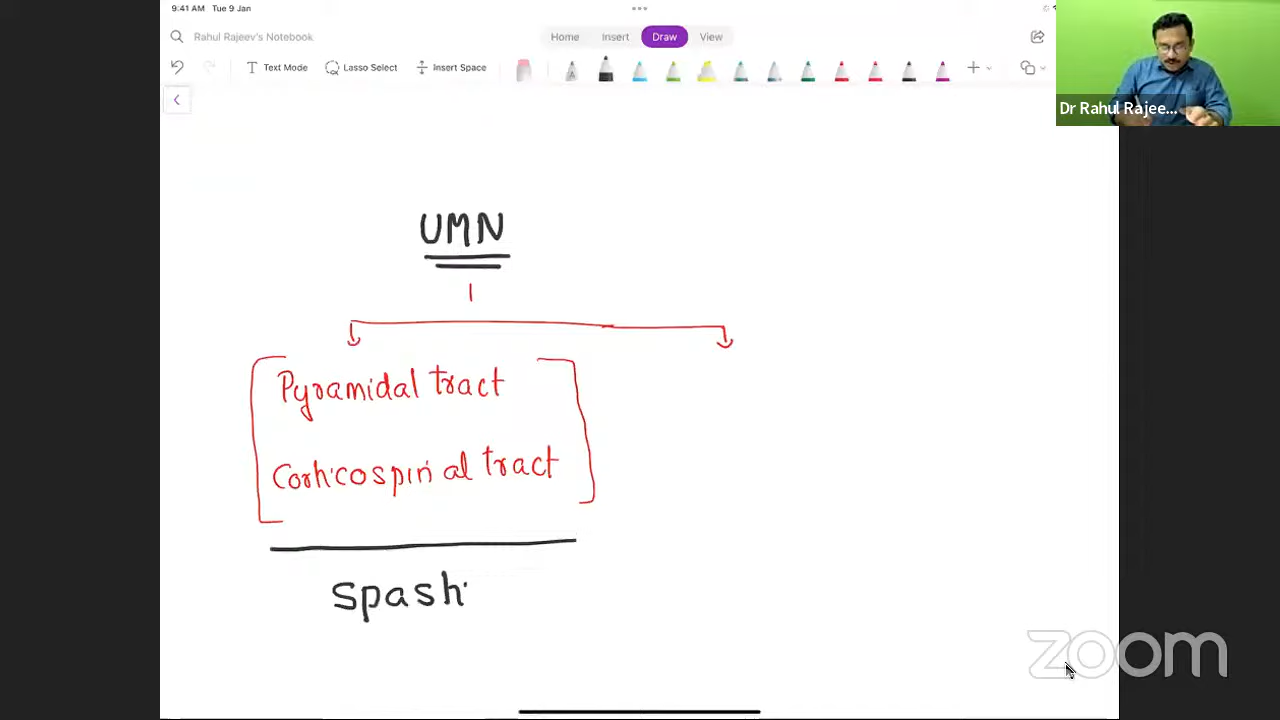 9:41 AM Tue 9 Jan
Rahul Rajeev's Notebook
Home Insert Draw View
Text Mode Lasso Select Insert Space
Dr Rahul Rajee...
UMN
Pyramidal tract
Corticospinal tract
Spasti
zoom